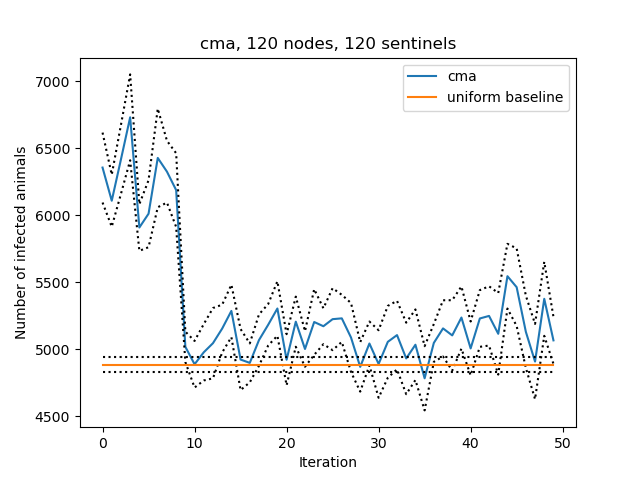 cma, 120 nodes, 120 sentinels
cma
uniform baseline
Number of infected animals
7000
6500
6000
5500
5000
4500
0 10 20 30 40 50
Iteration